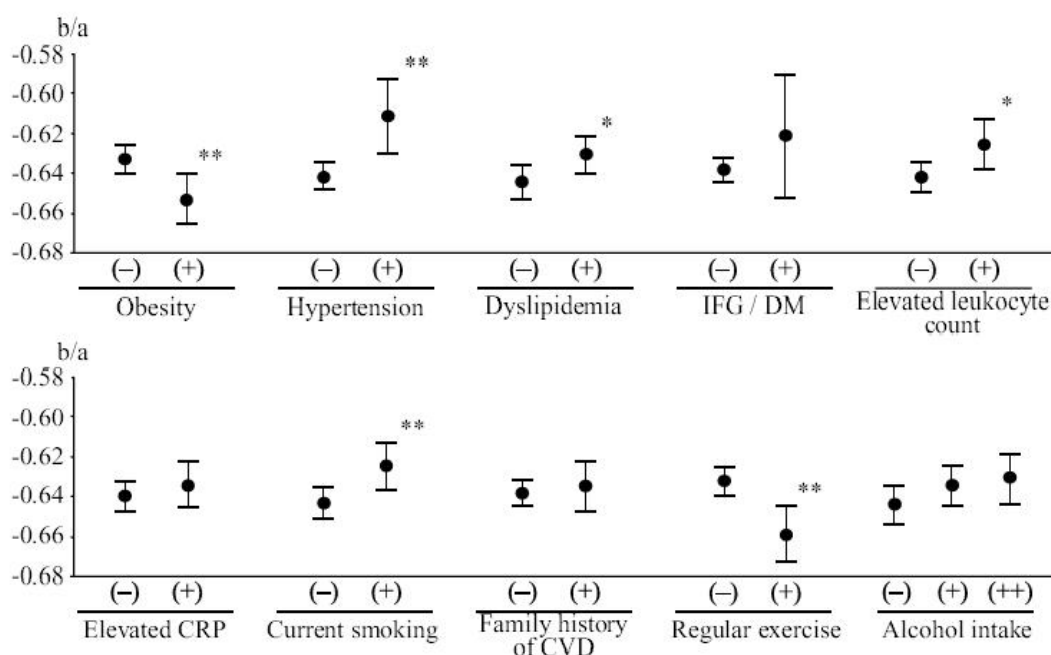 b/a
-0.58
**
-0.60
*
*
-0.62
**
-0.64
-0.66
-0.68
(–) (+) (–) (+) (–) (+) (–) (+) (–) (+)
Obesity Hypertension Dyslipidemia IFG / DM Elevated leukocyte
count
b/a
-0.58
-0.60
**
-0.62
**
-0.64
-0.66
-0.68
(–) (+) (–) (+) (–) (+) (–) (+) (–) (+) (++)
Elevated CRP Current smoking Family history Regular exercise Alcohol intake
of CVD